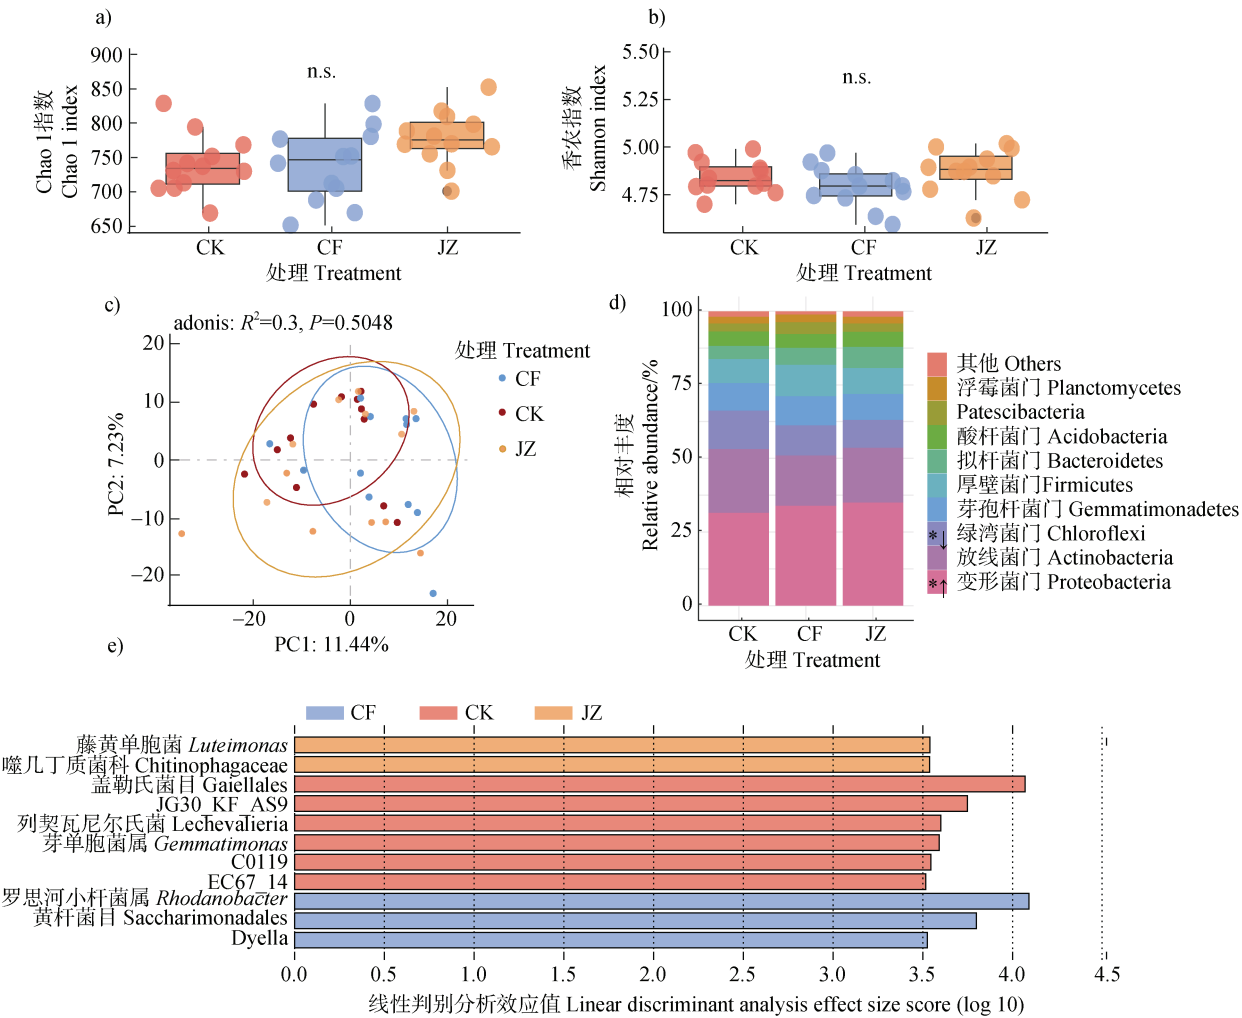 a)
900
850
800
750
700
650
Chao 1指数
Chao 1 index
n.s.
CK
CF
JZ
处理 Treatment
b)
5.50
5.25
5.00
4.75
香农指数
Shannon index
n.s.
CK
CF
JZ
处理 Treatment
c)
adonis: R²=0.3, P=0.5048
20
10
0
−10
−20
PC2: 7.23%
−20
0
20
PC1: 11.44%
处理 Treatment
CF
CK
JZ
d)
100
75
50
25
0
相对丰度
Relative abundance/%
CK
CF
JZ
处理 Treatment
其他 Others
浮霉菌门 Planctomycetes
Patescibacteria
酸杆菌门 Acidobacteria
拟杆菌门 Bacteroidetes
厚壁菌门Firmicutes
芽孢杆菌门 Gemmatimonadetes
*↓ 绿湾菌门 Chloroflexi
放线菌门 Actinobacteria
*↑ 变形菌门 Proteobacteria
e)
CF
CK
JZ
藤黄单胞菌 Luteimonas
噬几丁质菌科 Chitinophagaceae
盖勒氏菌目 Gaiellales
JG30_KF_AS9
列契瓦尼尔氏菌 Lechevalieria
芽单胞菌属 Gemmatimonas
C0119
EC67_14
罗思河小杆菌属 Rhodanobacter
黄杆菌目 Saccharimonadales
Dyella
0.0
0.5
1.0
1.5
2.0
2.5
3.0
3.5
4.0
4.5
线性判别分析效应值 Linear discriminant analysis effect size score (log 10)